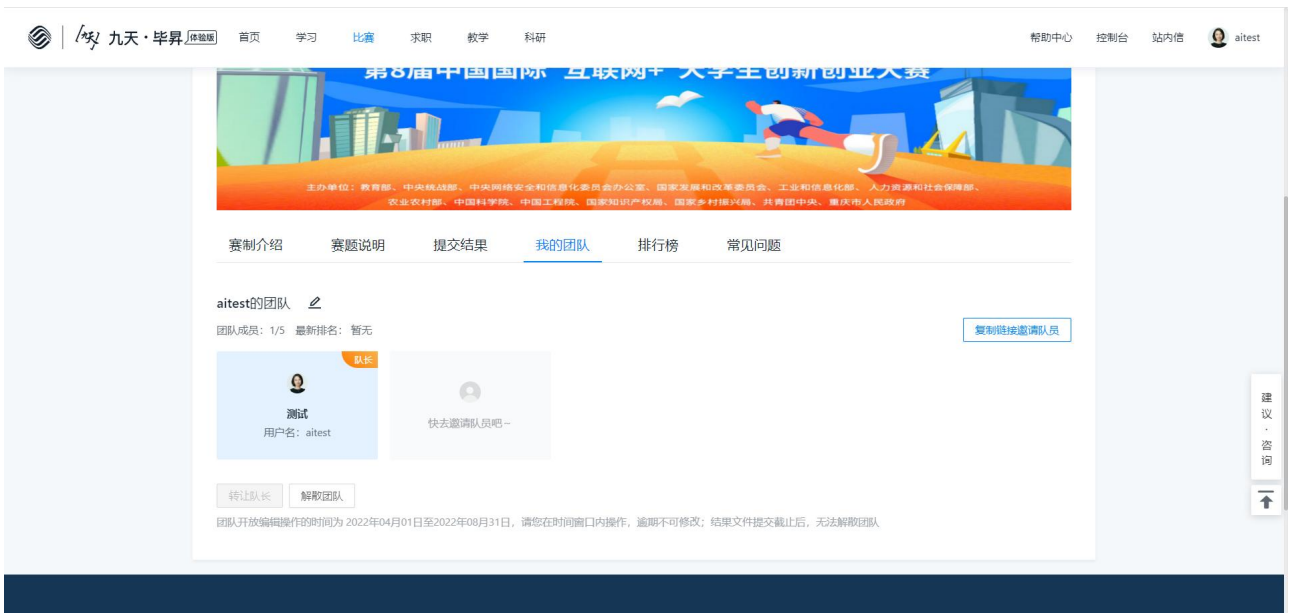 九天·毕昇 体验版 首页 学习 比赛 求职 教学 科研 帮助中心 控制台 站内信 aitest
第8届中国国际“互联网+”大学生创新创业大赛
主办单位：教育部、中央统战部、中央网络安全和信息化委员会办公室、国家发展和改革委员会、工业和信息化部、人力资源和社会保障部、
农业农村部、中国科学院、中国工程院、国家知识产权局、国家乡村振兴局、共青团中央、重庆市人民政府
赛制介绍 赛题说明 提交结果 我的团队 排行榜 常见问题
aitest的团队
团队成员：1/5 最新排名：暂无
复制链接邀请队员
队长
测试
用户名：aitest
快去邀请队员吧~
转让队长 解散团队
团队开放编辑操作的时间为 2022年04月01日至2022年08月31日，请您在时间窗口内操作，逾期不可修改；结果文件提交截止后，无法解散团队
建
议
·
咨
询